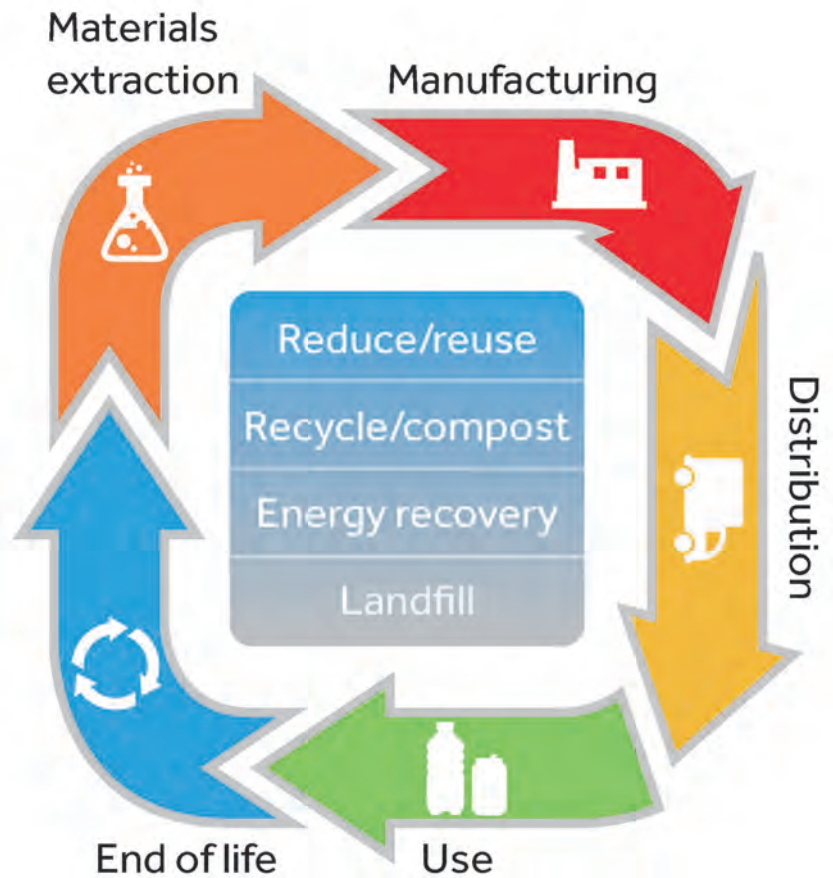 Materials
extraction
Manufacturing
Reduce/reuse
Recycle/compost
Energy recovery
Landfill
Distribution
End of life
Use